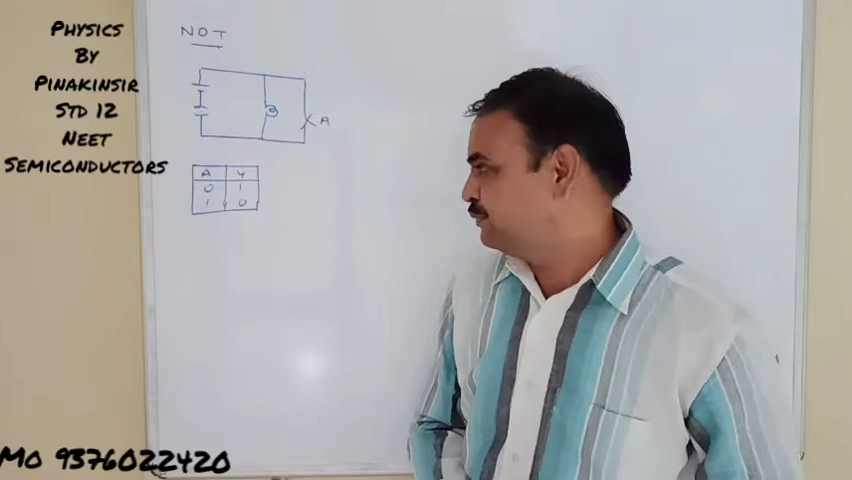 Physics
By
Pinakinsir
Std 12
NEET
Semiconductors
NOT
A
A Y
0 1
1 0
Mo 9376022420